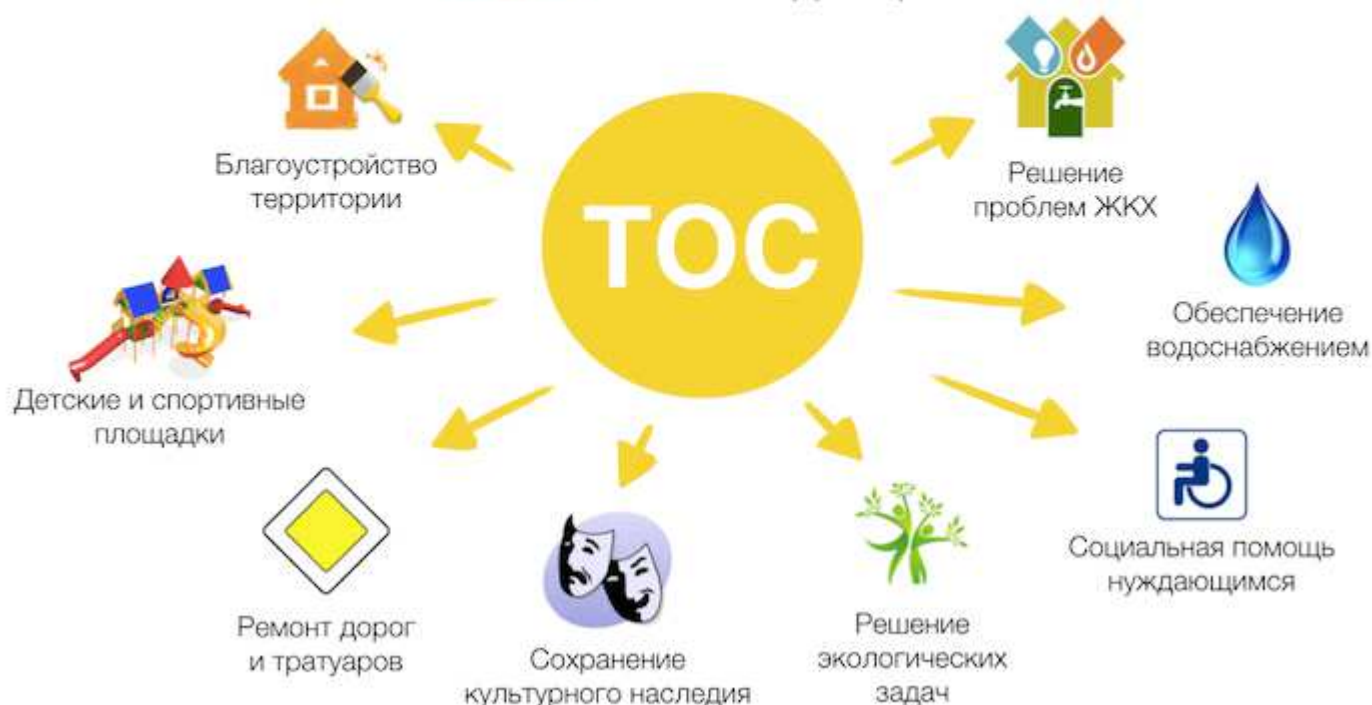 ТОС
Благоустройство
территории
Решение
проблем ЖКХ
Обеспечение
водоснабжением
Детские и спортивные
площадки
Социальная помощь
нуждающимся
Ремонт дорог
и тратуаров
Сохранение
культурного наследия
Решение
экологических
задач